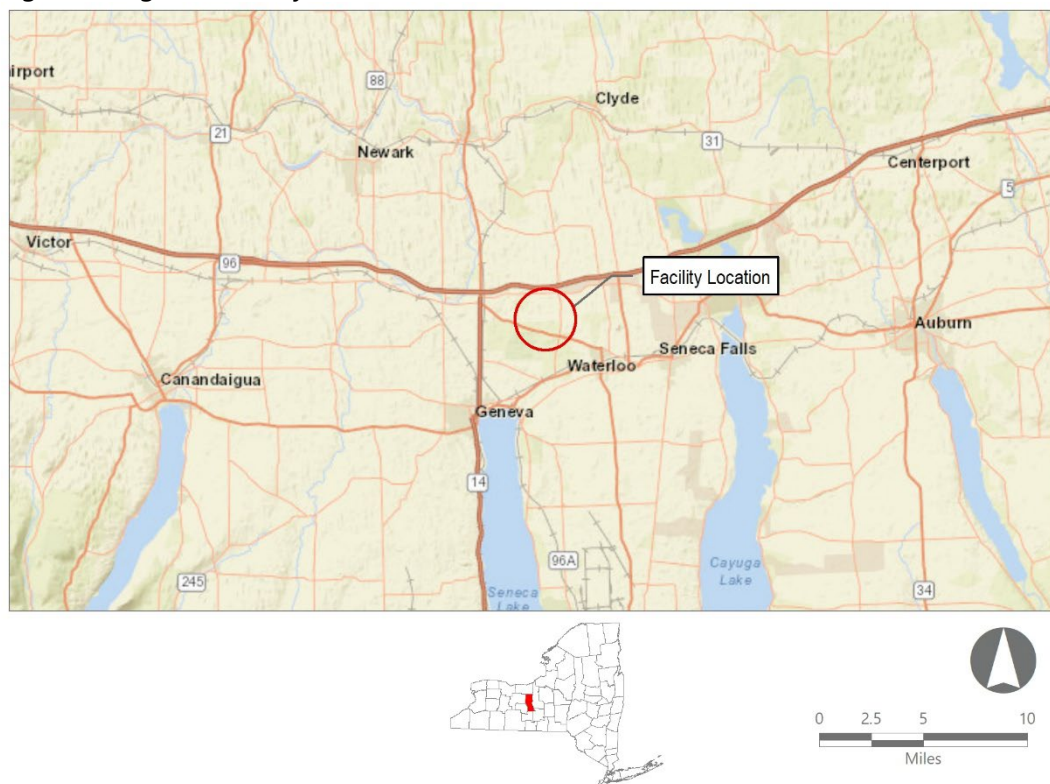 irport
88
Clyde
21
31
Newark
Centerport
5
Victor
96
Facility Location
Auburn
Seneca Falls
Waterloo
Canandaigua
Geneva
14
96A
Cayuga
Lake
245
Seneca
Lake
34
0 2.5 5 10
Miles